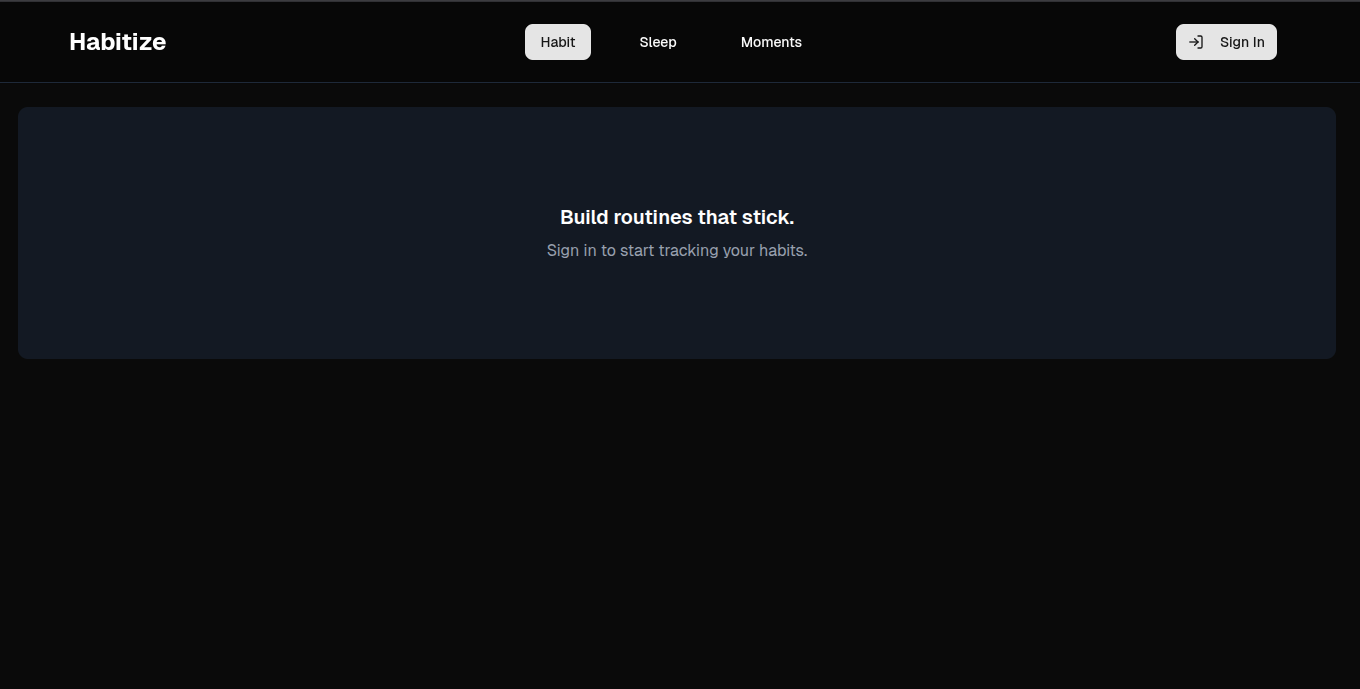 Habitize
Habit
Sleep
Moments
Sign In
Build routines that stick.
Sign in to start tracking your habits.